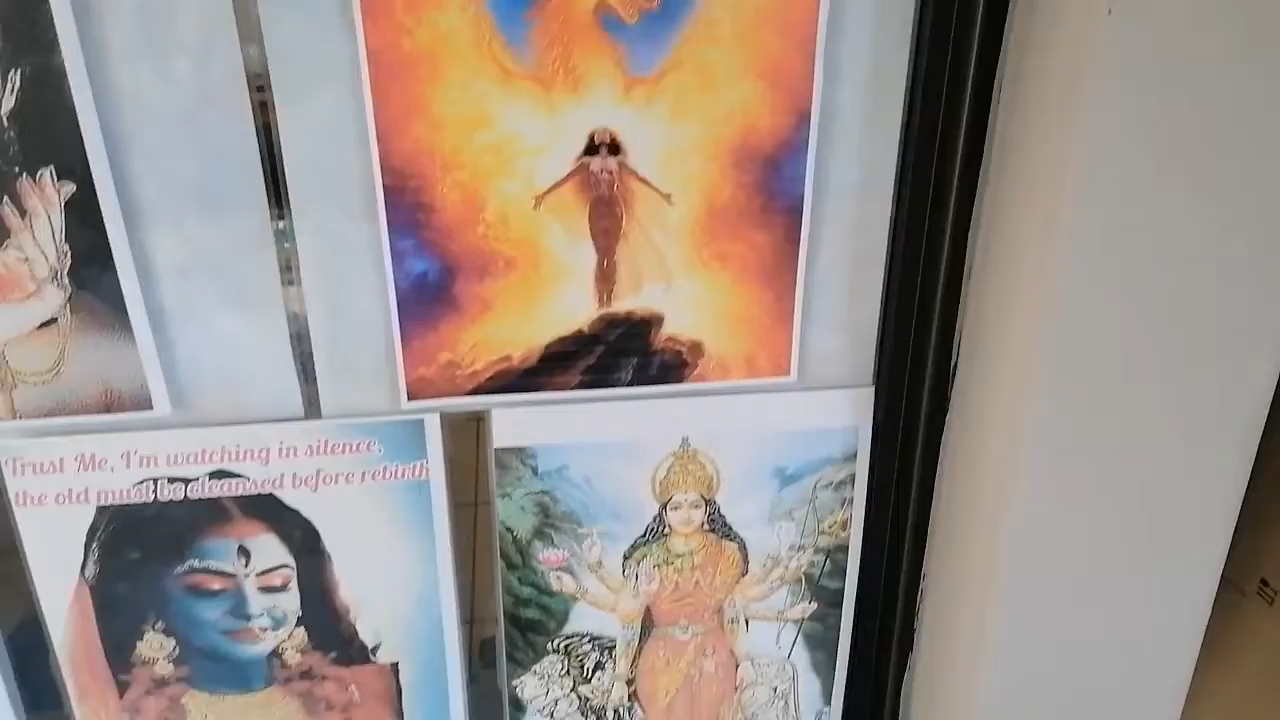 Trust Me, I'm watching in silence,
the old must be cleansed before rebirth